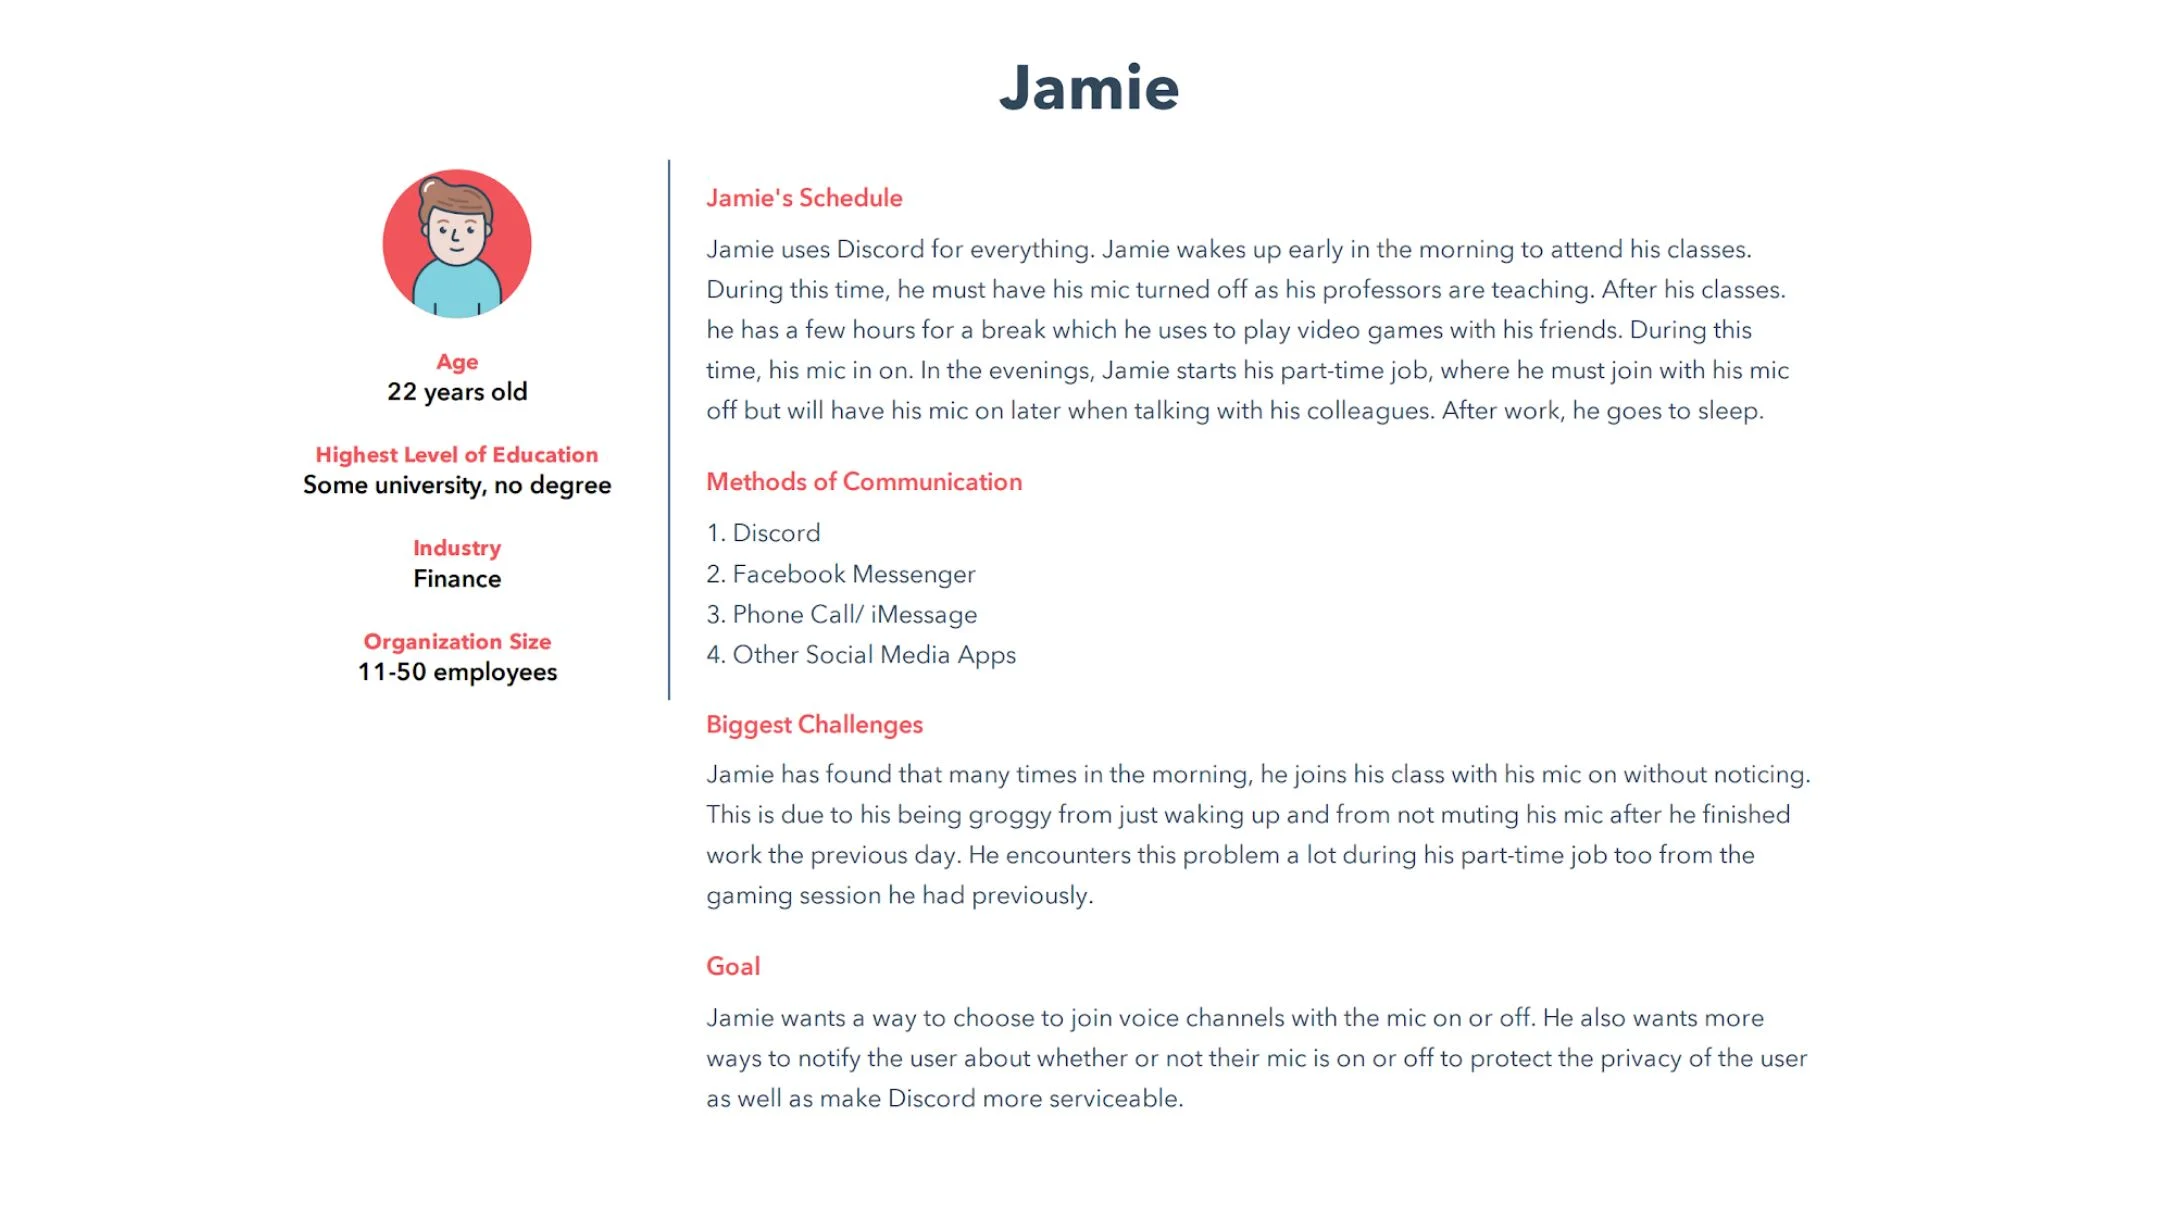 Jamie
Age
22 years old
Highest Level of Education
Some university, no degree
Industry
Finance
Organization Size
11-50 employees
Jamie's Schedule
Jamie uses Discord for everything. Jamie wakes up early in the morning to attend his classes.
During this time, he must have his mic turned off as his professors are teaching. After his classes.
he has a few hours for a break which he uses to play video games with his friends. During this
time, his mic in on. In the evenings, Jamie starts his part-time job, where he must join with his mic
off but will have his mic on later when talking with his colleagues. After work, he goes to sleep.
Methods of Communication
1. Discord
2. Facebook Messenger
3. Phone Call/ iMessage
4. Other Social Media Apps
Biggest Challenges
Jamie has found that many times in the morning, he joins his class with his mic on without noticing.
This is due to his being groggy from just waking up and from not muting his mic after he finished
work the previous day. He encounters this problem a lot during his part-time job too from the
gaming session he had previously.
Goal
Jamie wants a way to choose to join voice channels with the mic on or off. He also wants more
ways to notify the user about whether or not their mic is on or off to protect the privacy of the user
as well as make Discord more serviceable.